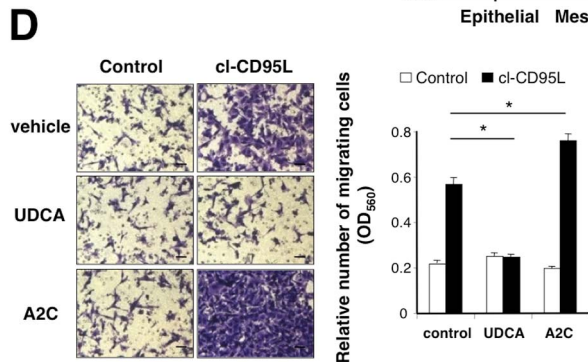 Epithelial Mes
D
Control cl-CD95L
vehicle
UDCA
A2C
Relative number of migrating cells
(OD560)
Control cl-CD95L
*
*
0.8
0.6
0.4
0.2
0
control UDCA A2C